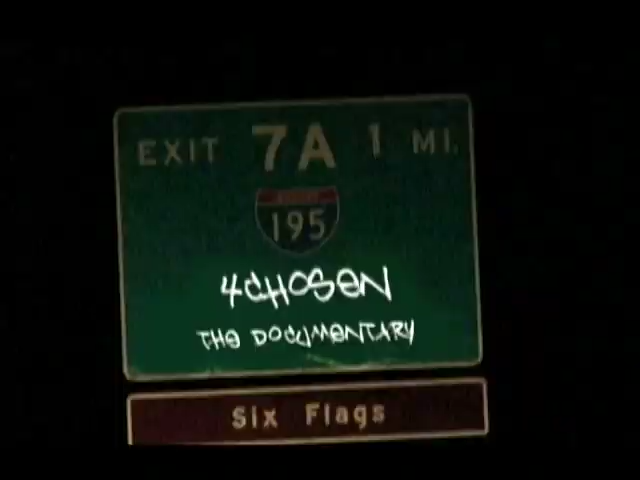 EXIT 7A 1 MI.
195
4CHOSEN
THE DOCUMENTARY
Six Flags